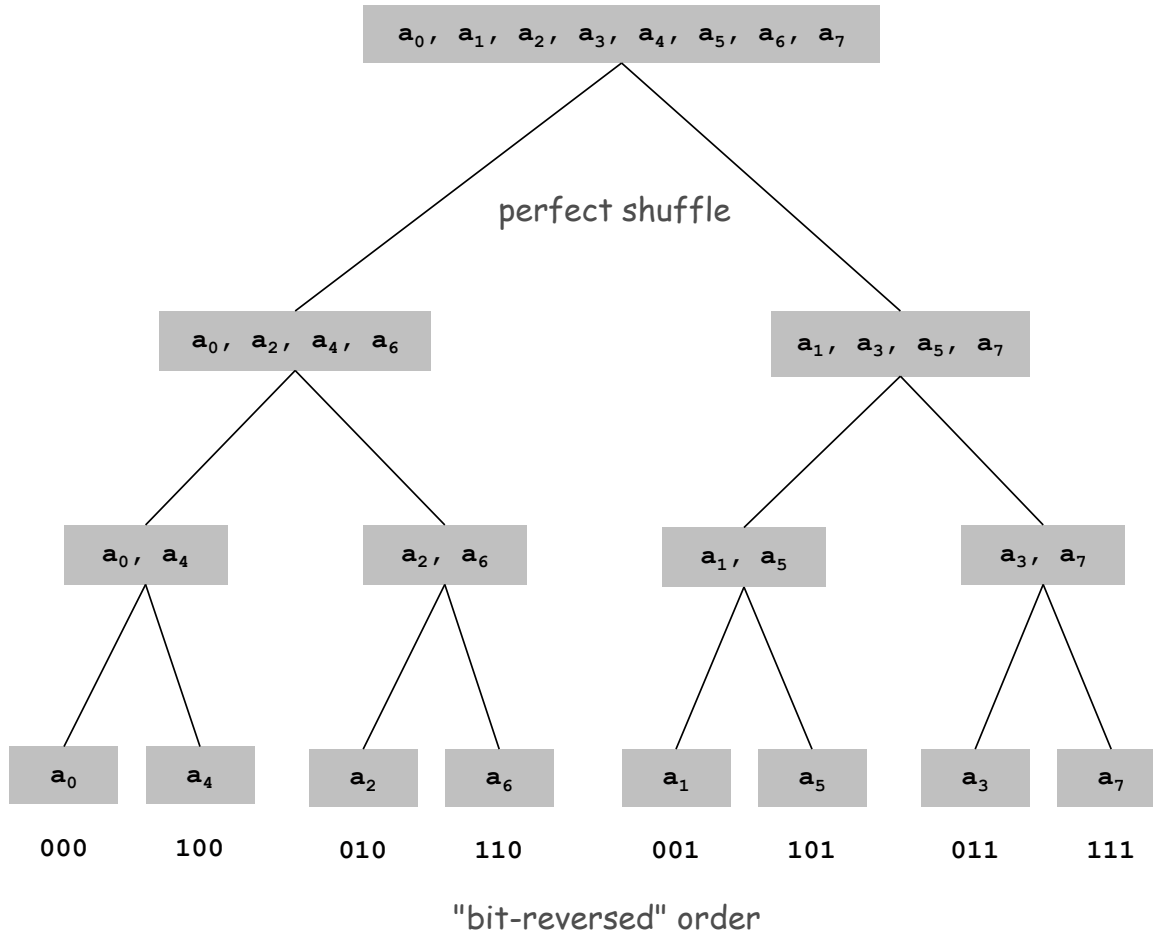 a₀, a₁, a₂, a₃, a₄, a₅, a₆, a₇
perfect shuffle
a₀, a₂, a₄, a₆
a₁, a₃, a₅, a₇
a₀, a₄
a₂, a₆
a₁, a₅
a₃, a₇
a₀
a₄
a₂
a₆
a₁
a₅
a₃
a₇
000
100
010
110
001
101
011
111
"bit-reversed" order